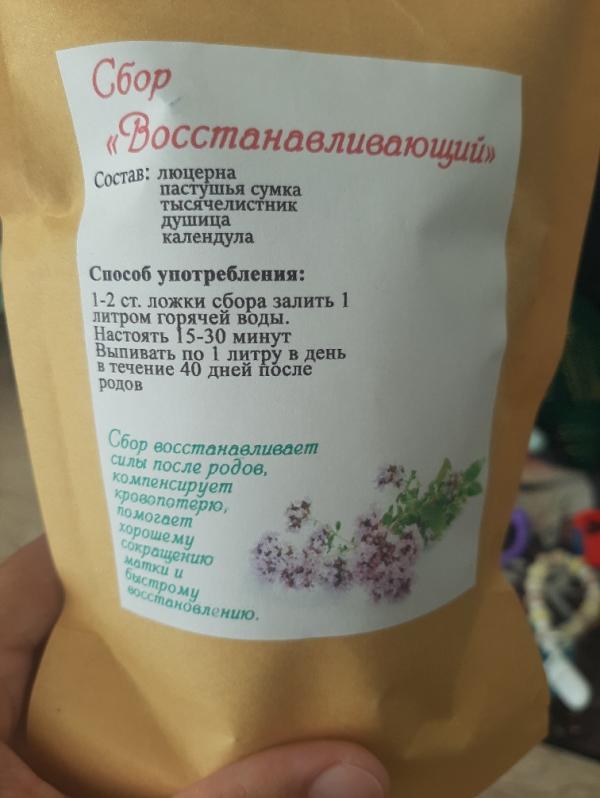 Сбор
«Восстанавливающий»
Состав: люцерна
пастушья сумка
тысячелистник
душица
календула
Способ употребления:
1-2 ст. ложки сбора залить 1
литром горячей воды.
Настоять 15-30 минут
Выпивать по 1 литру в день
в течение 40 дней после
родов
Сбор восстанавливает
силы после родов,
компенсирует
кровопотерю,
помогает
хорошему
сокращению
матки и
быстрому
восстановлению.